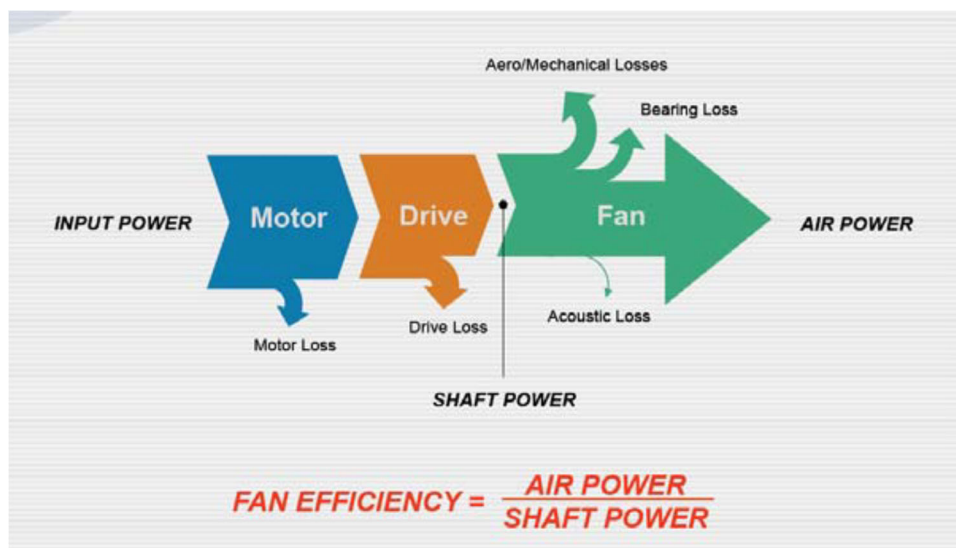 Aero/Mechanical Losses
Bearing Loss
INPUT POWER
Motor
Drive
Fan
AIR POWER
Motor Loss
Drive Loss
Acoustic Loss
SHAFT POWER
FAN EFFICIENCY = AIR POWER
SHAFT POWER